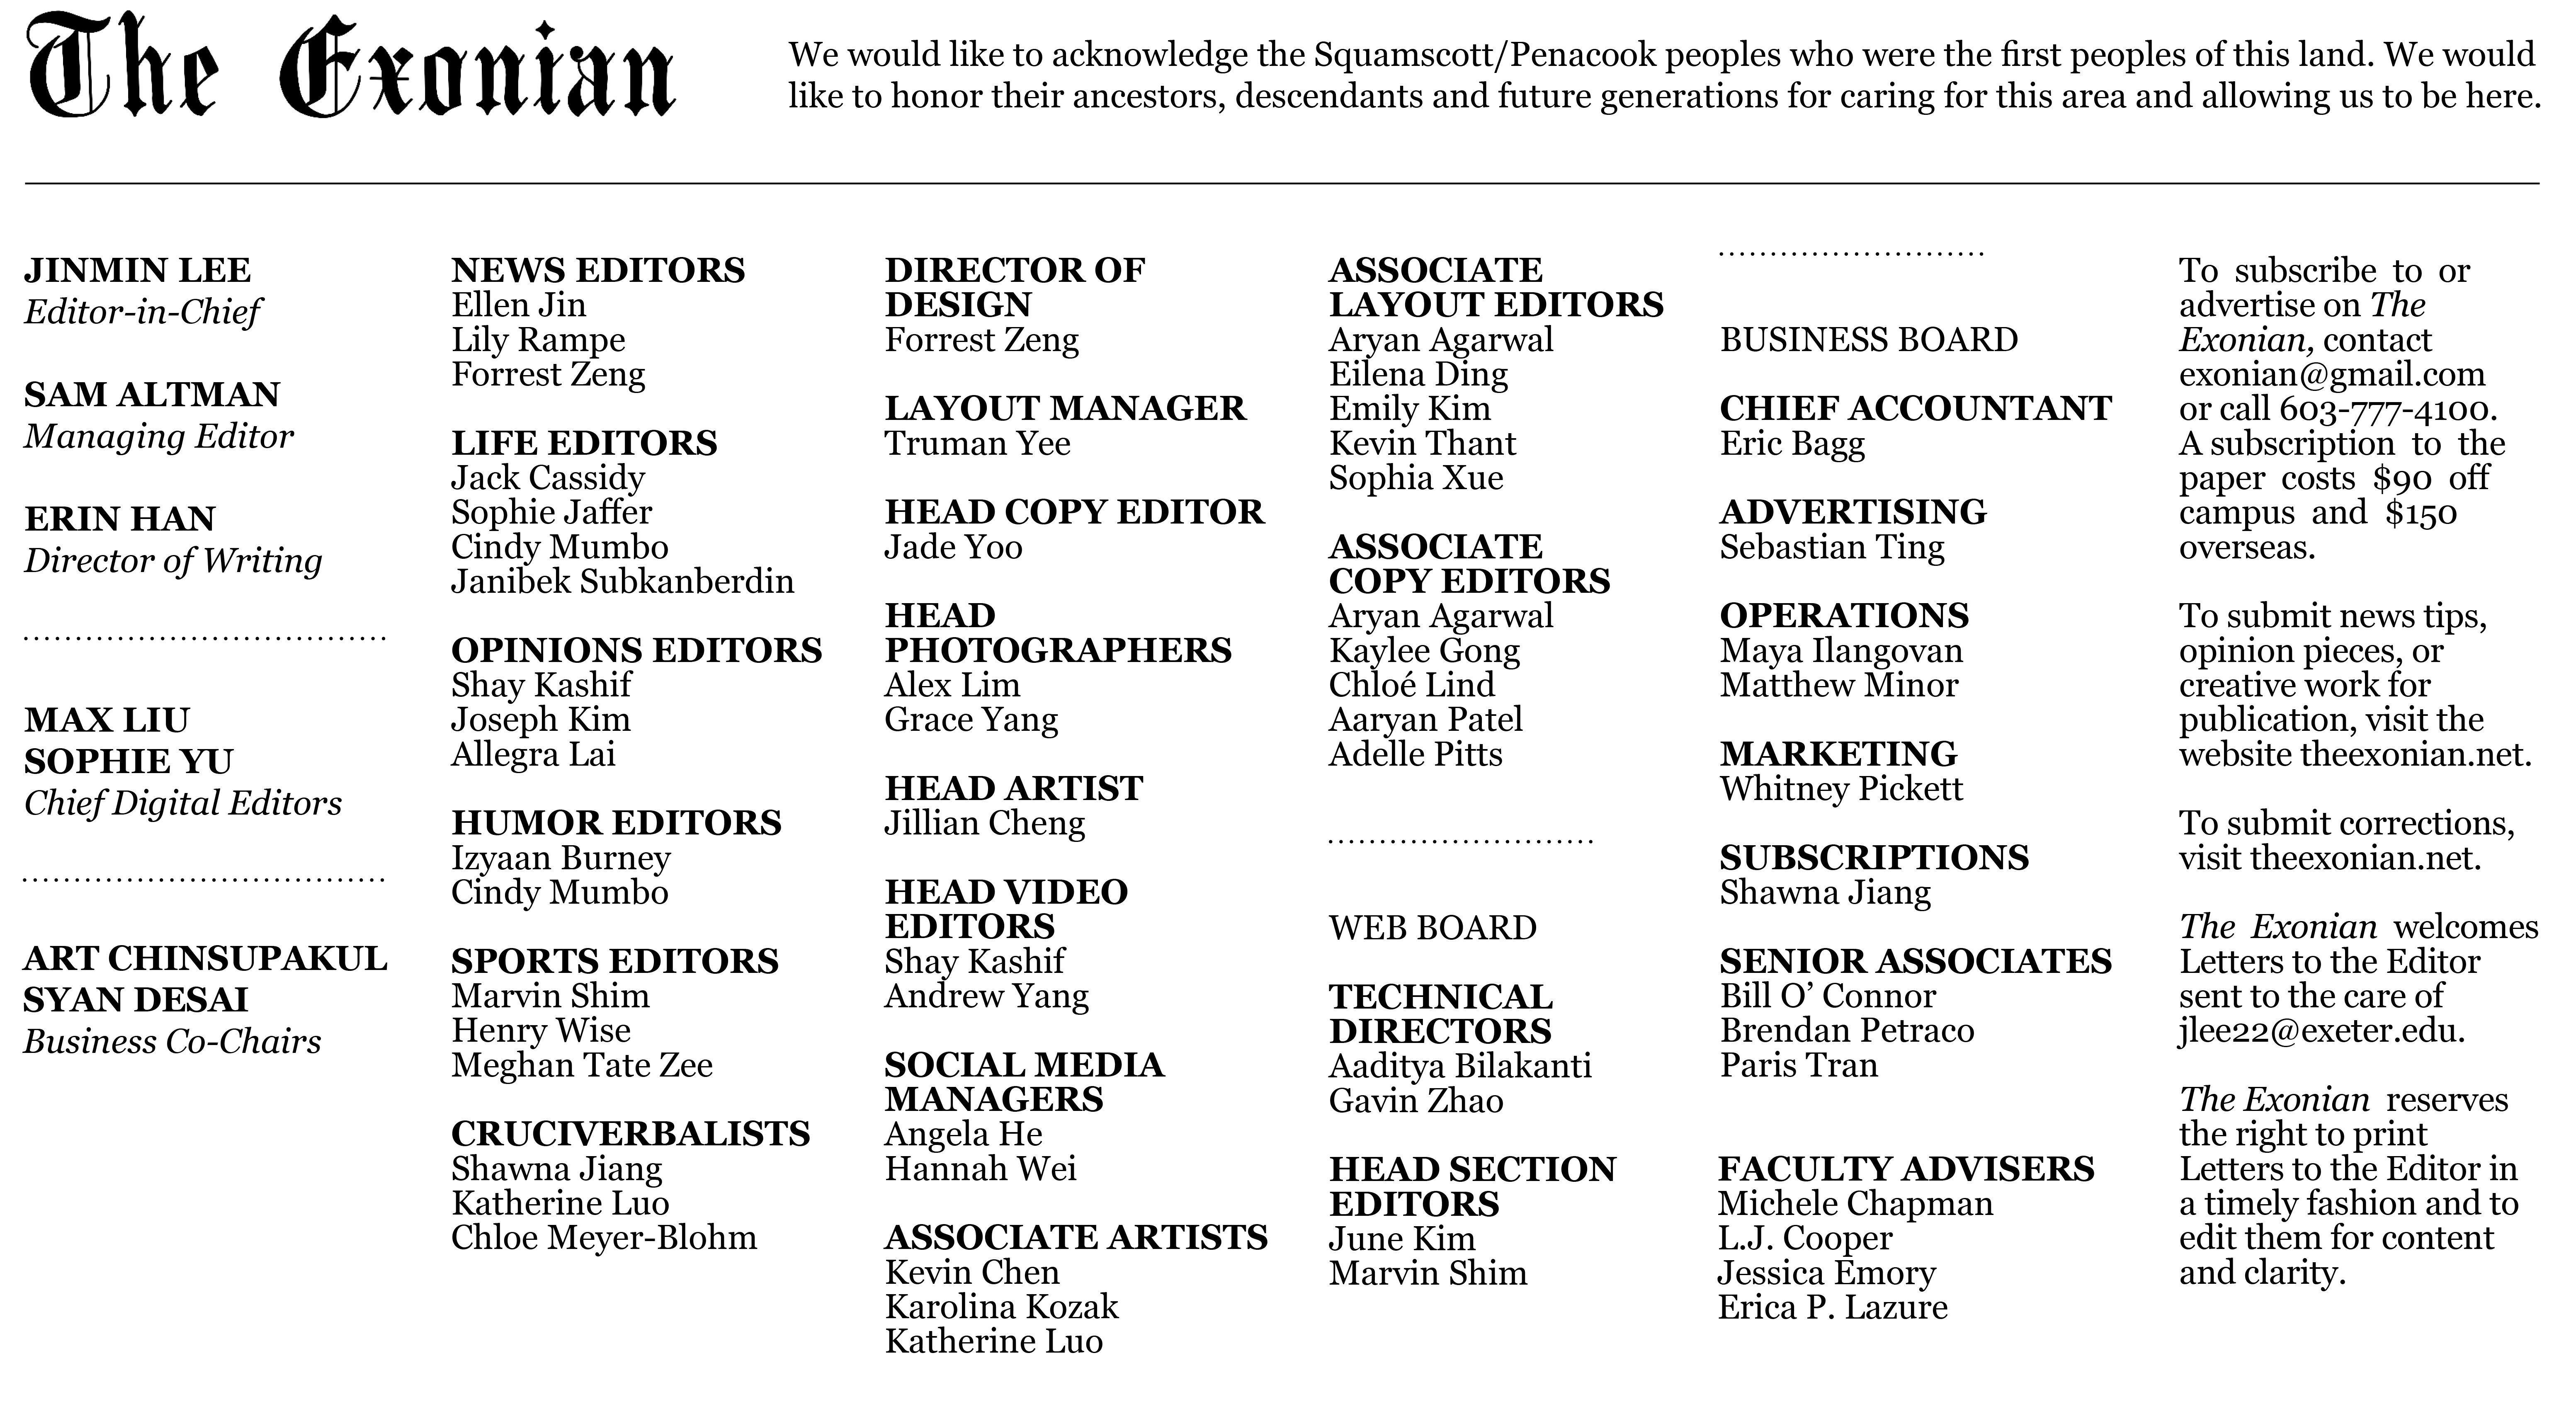 The Exonian
We would like to acknowledge the Squamscott/Penacook peoples who were the first peoples of this land. We would
like to honor their ancestors, descendants and future generations for caring for this area and allowing us to be here.
JINMIN LEE
Editor-in-Chief
SAM ALTMAN
Managing Editor
ERIN HAN
Director of Writing
MAX LIU
SOPHIE YU
Chief Digital Editors
ART CHINSUPAKUL
SYAN DESAI
Business Co-Chairs
NEWS EDITORS
Ellen Jin
Lily Rampe
Forrest Zeng
LIFE EDITORS
Jack Cassidy
Sophie Jaffer
Cindy Mumbo
Janibek Subkanberdin
OPINIONS EDITORS
Shay Kashif
Joseph Kim
Allegra Lai
HUMOR EDITORS
Izyaan Burney
Cindy Mumbo
SPORTS EDITORS
Marvin Shim
Henry Wise
Meghan Tate Zee
CRUCIVERBALISTS
Shawna Jiang
Katherine Luo
Chloe Meyer-Blohm
DIRECTOR OF
DESIGN
Forrest Zeng
LAYOUT MANAGER
Truman Yee
HEAD COPY EDITOR
Jade Yoo
HEAD
PHOTOGRAPHERS
Alex Lim
Grace Yang
HEAD ARTIST
Jillian Cheng
HEAD VIDEO
EDITORS
Shay Kashif
Andrew Yang
SOCIAL MEDIA
MANAGERS
Angela He
Hannah Wei
ASSOCIATE ARTISTS
Kevin Chen
Karolina Kozak
Katherine Luo
ASSOCIATE
LAYOUT EDITORS
Aryan Agarwal
Eilena Ding
Emily Kim
Kevin Thant
Sophia Xue
ASSOCIATE
COPY EDITORS
Aryan Agarwal
Kaylee Gong
Chloé Lind
Aaryan Patel
Adelle Pitts
WEB BOARD
TECHNICAL
DIRECTORS
Aaditya Bilakanti
Gavin Zhao
HEAD SECTION
EDITORS
June Kim
Marvin Shim
BUSINESS BOARD
CHIEF ACCOUNTANT
Eric Bagg
ADVERTISING
Sebastian Ting
OPERATIONS
Maya Ilangovan
Matthew Minor
MARKETING
Whitney Pickett
SUBSCRIPTIONS
Shawna Jiang
SENIOR ASSOCIATES
Bill O’ Connor
Brendan Petraco
Paris Tran
FACULTY ADVISERS
Michele Chapman
L.J. Cooper
Jessica Emory
Erica P. Lazure
To subscribe to or
advertise on The
Exonian, contact
exonian@gmail.com
or call 603-777-4100.
A subscription to the
paper costs $90 off
campus and $150
overseas.
To submit news tips,
opinion pieces, or
creative work for
publication, visit the
website theexonian.net.
To submit corrections,
visit theexonian.net.
The Exonian welcomes
Letters to the Editor
sent to the care of
jlee22@exeter.edu.
The Exonian reserves
the right to print
Letters to the Editor in
a timely fashion and to
edit them for content
and clarity.